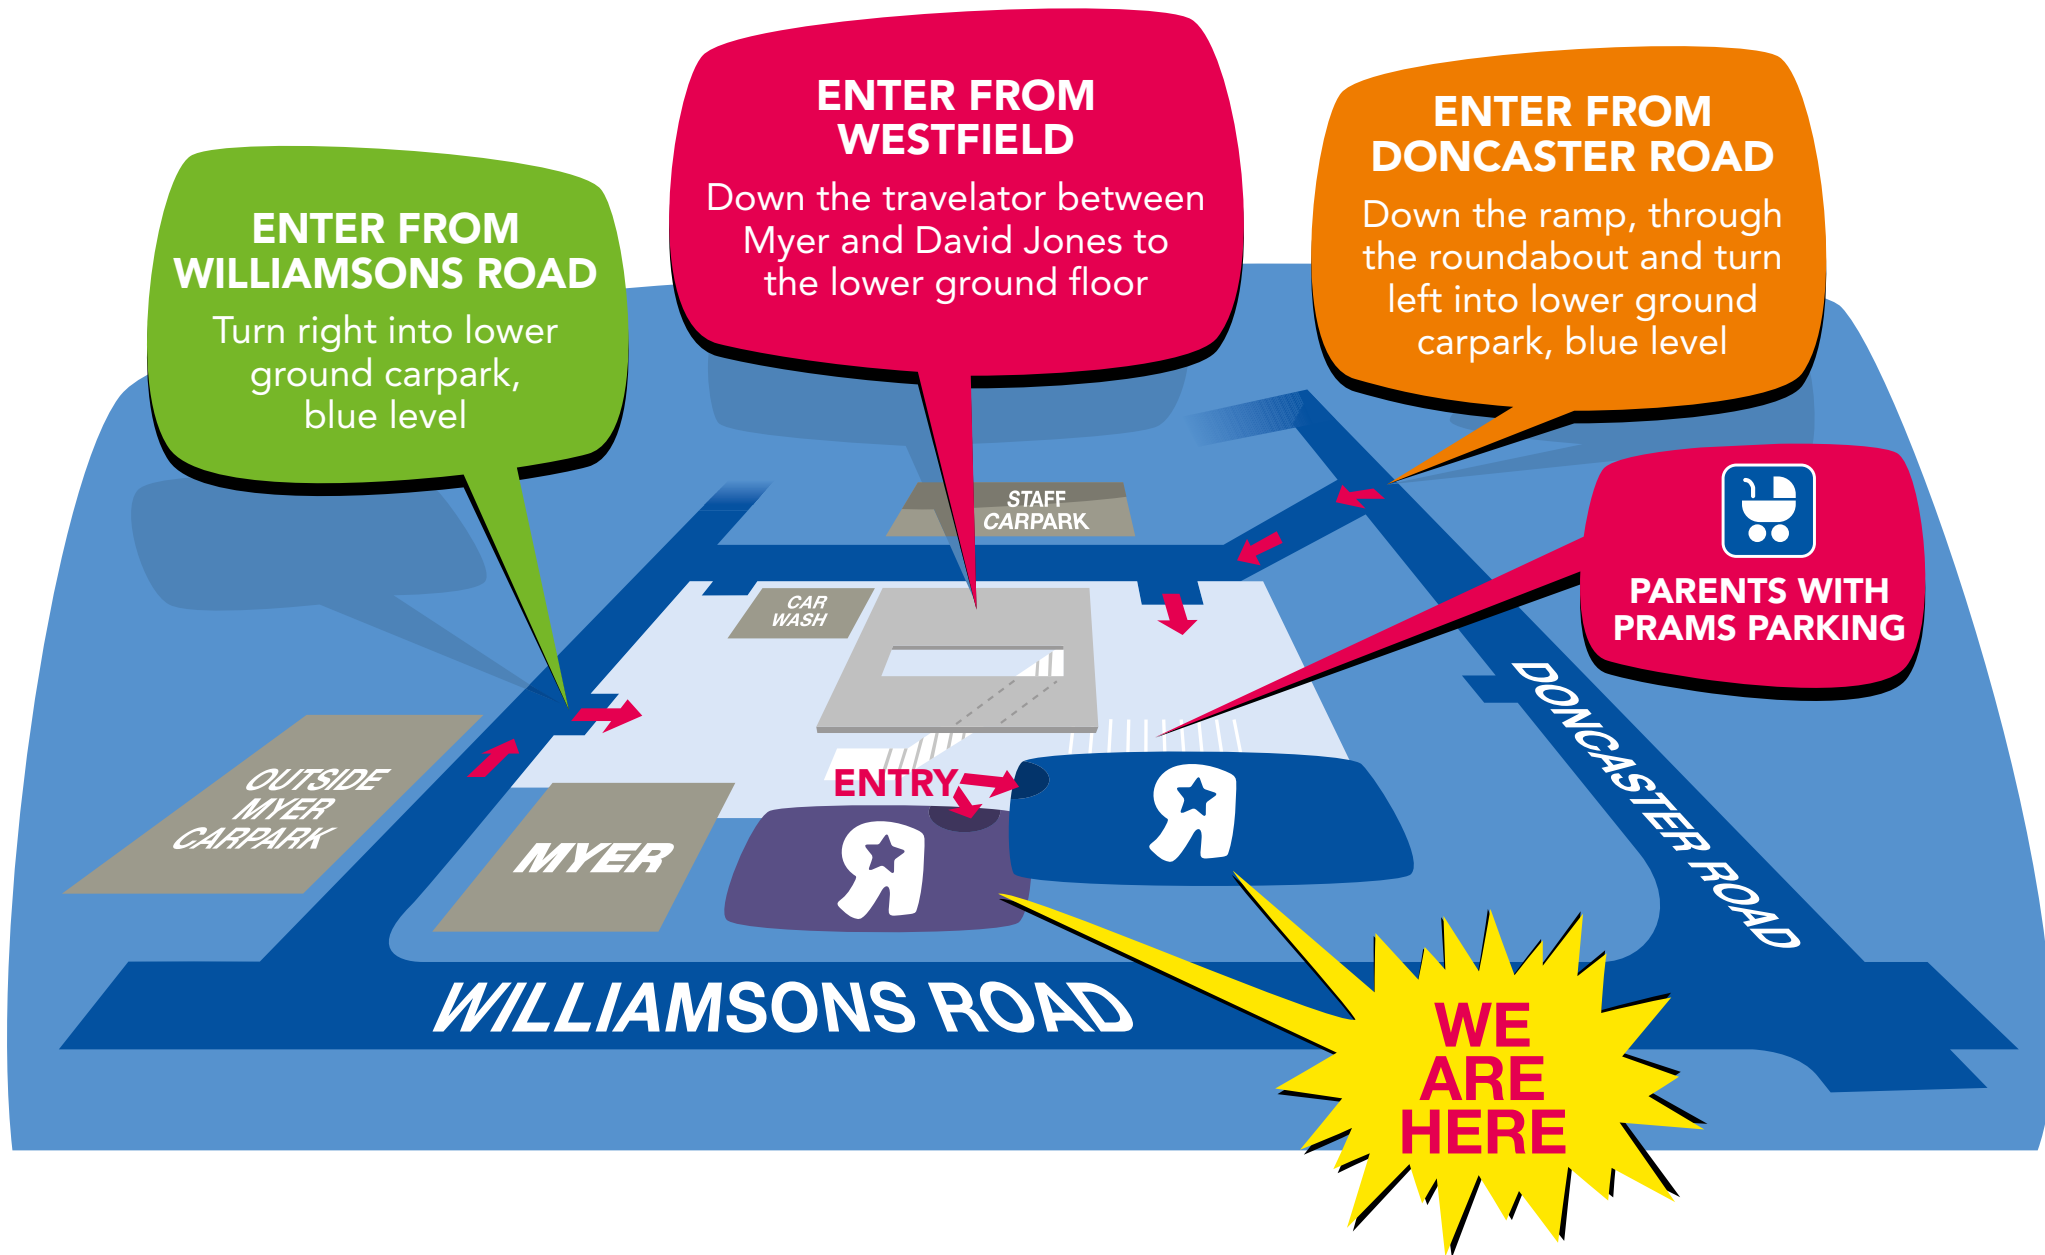 ENTER FROM
WILLIAMSONS ROAD
Turn right into lower
ground carpark,
blue level
ENTER FROM
WESTFIELD
Down the travelator between
Myer and David Jones to
the lower ground floor
ENTER FROM
DONCASTER ROAD
Down the ramp, through
the roundabout and turn
left into lower ground
carpark, blue level
STAFF
CARPARK
PARENTS WITH
PRAMS PARKING
CAR
WASH
DONCASTER ROAD
OUTSIDE
MYER
CARPARK
ENTRY
MYER
R
R
WILLIAMSONS ROAD
WE
ARE
HERE